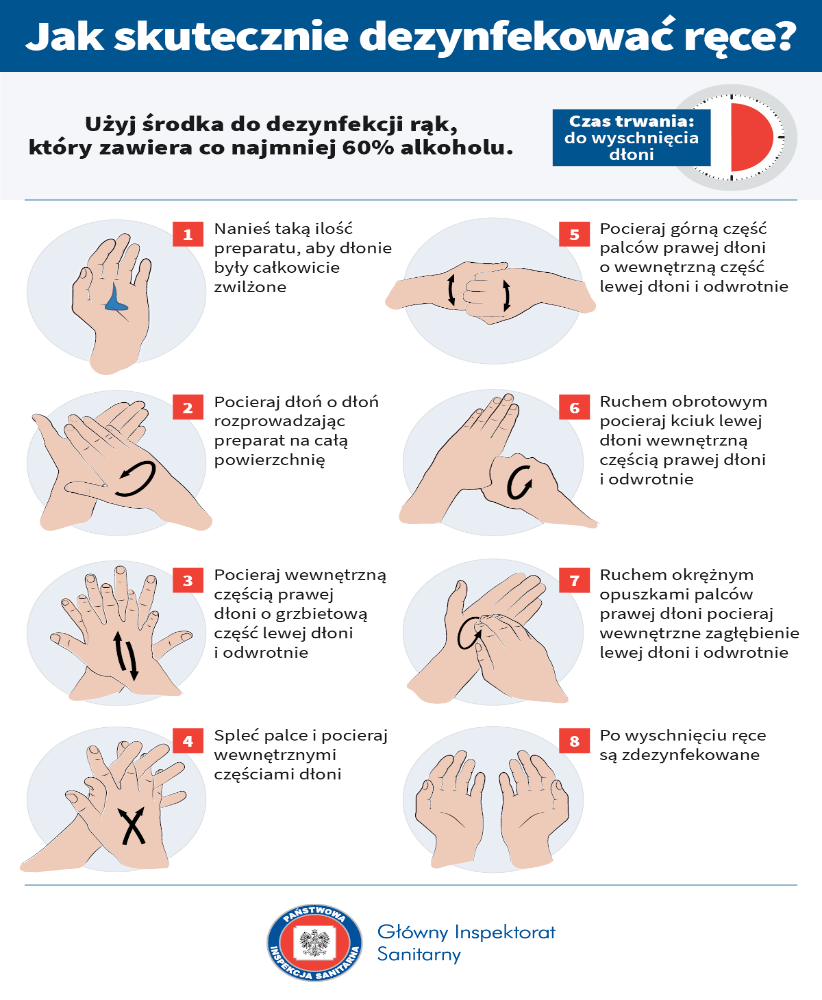 Jak skutecznie dezynfekować ręce?
Użyj środka do dezynfekcji rąk,
który zawiera co najmniej 60% alkoholu.
Czas trwania:
do wyschnięcia
dłoni
1
Nanieś taką ilość
preparatu, aby dłonie
były całkowicie
zwilżone
2
Pocieraj dłoń o dłoń
rozprowadzając
preparat na całą
powierzchnię
3
Pocieraj wewnętrzną
częścią prawej
dłoni o grzbietową
część lewej dłoni
i odwrotnie
4
Spleć palce i pocieraj
wewnętrznymi
częściami dłoni
5
Pocieraj górną część
palców prawej dłoni
o wewnętrzną część
lewej dłoni i odwrotnie
6
Ruchem obrotowym
pocieraj kciuk lewej
dłoni wewnętrzną
częścią prawej dłoni
i odwrotnie
7
Ruchem okrężnym
opuszkami palców
prawej dłoni pocieraj
wewnętrzne zagłębienie
lewej dłoni i odwrotnie
8
Po wyschnięciu ręce
są zdezynfekowane
PAŃSTWOWA
INSPEKCJA SANITARNA
Główny Inspektorat
Sanitarny